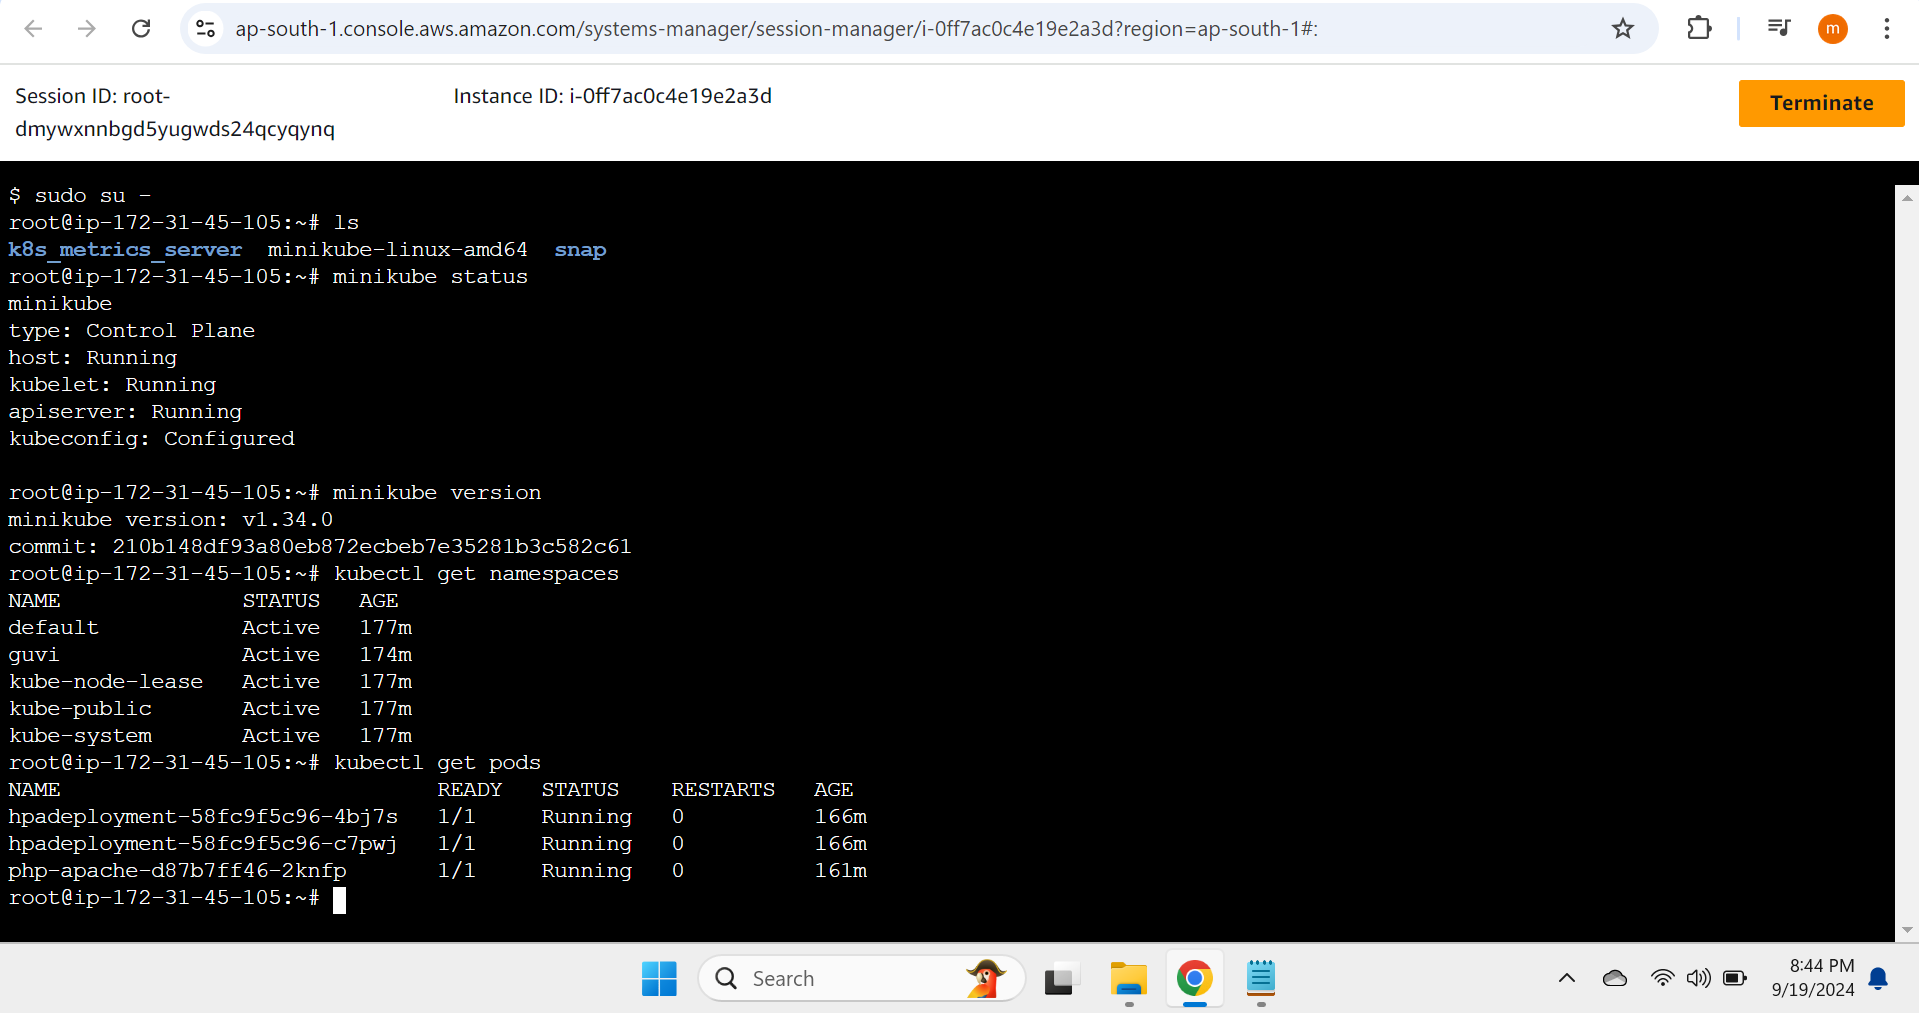 ap-south-1.console.aws.amazon.com/systems-manager/session-manager/i-0ff7ac0c4e19e2a3d?region=ap-south-1#:
m
Session ID: root-
dmywxnnbgd5yugwds24qcyqynq
Instance ID: i-0ff7ac0c4e19e2a3d
Terminate
$ sudo su -
root@ip-172-31-45-105:~# ls
k8s_metrics_server  minikube-linux-amd64  snap
root@ip-172-31-45-105:~# minikube status
minikube
type: Control Plane
host: Running
kubelet: Running
apiserver: Running
kubeconfig: Configured
root@ip-172-31-45-105:~# minikube version
minikube version: v1.34.0
commit: 210b148df93a80eb872ecbeb7e35281b3c582c61
root@ip-172-31-45-105:~# kubectl get namespaces
NAME              STATUS   AGE
default           Active   177m
guvi              Active   174m
kube-node-lease   Active   177m
kube-public       Active   177m
kube-system       Active   177m
root@ip-172-31-45-105:~# kubectl get pods
NAME                             READY   STATUS    RESTARTS   AGE
hpadeployment-58fc9f5c96-4bj7s   1/1     Running   0          166m
hpadeployment-58fc9f5c96-c7pwj   1/1     Running   0          166m
php-apache-d87b7ff46-2knfp       1/1     Running   0          161m
root@ip-172-31-45-105:~#
Search
8:44 PM
9/19/2024